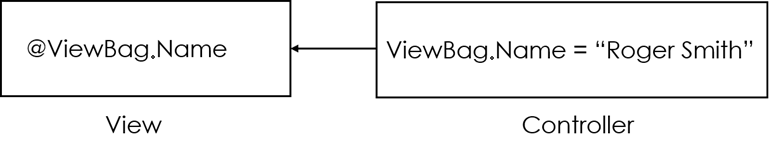 @ViewBag.Name
ViewBag.Name = “Roger Smith”
View
Controller